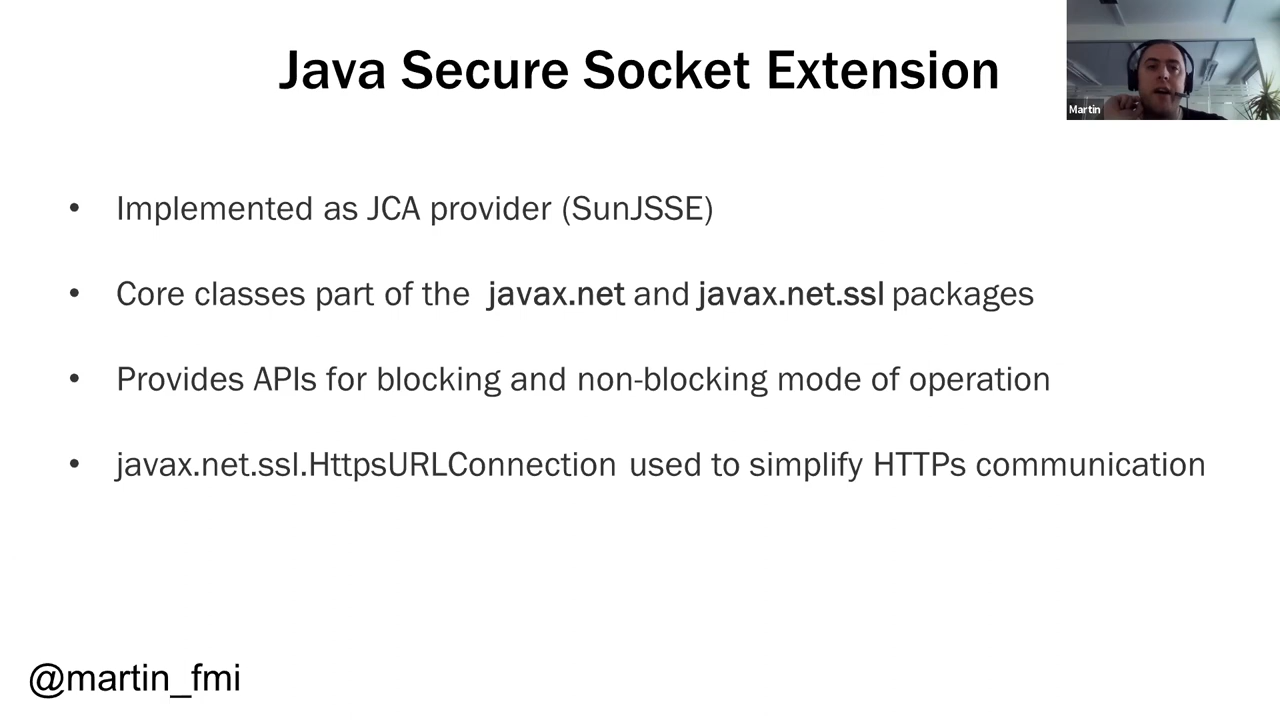 Java Secure Socket Extension
Martin
• Implemented as JCA provider (SunJSSE)
• Core classes part of the javax.net and javax.net.ssl packages
• Provides APIs for blocking and non-blocking mode of operation
• javax.net.ssl.HttpsURLConnection used to simplify HTTPs communication
@martin_fmi